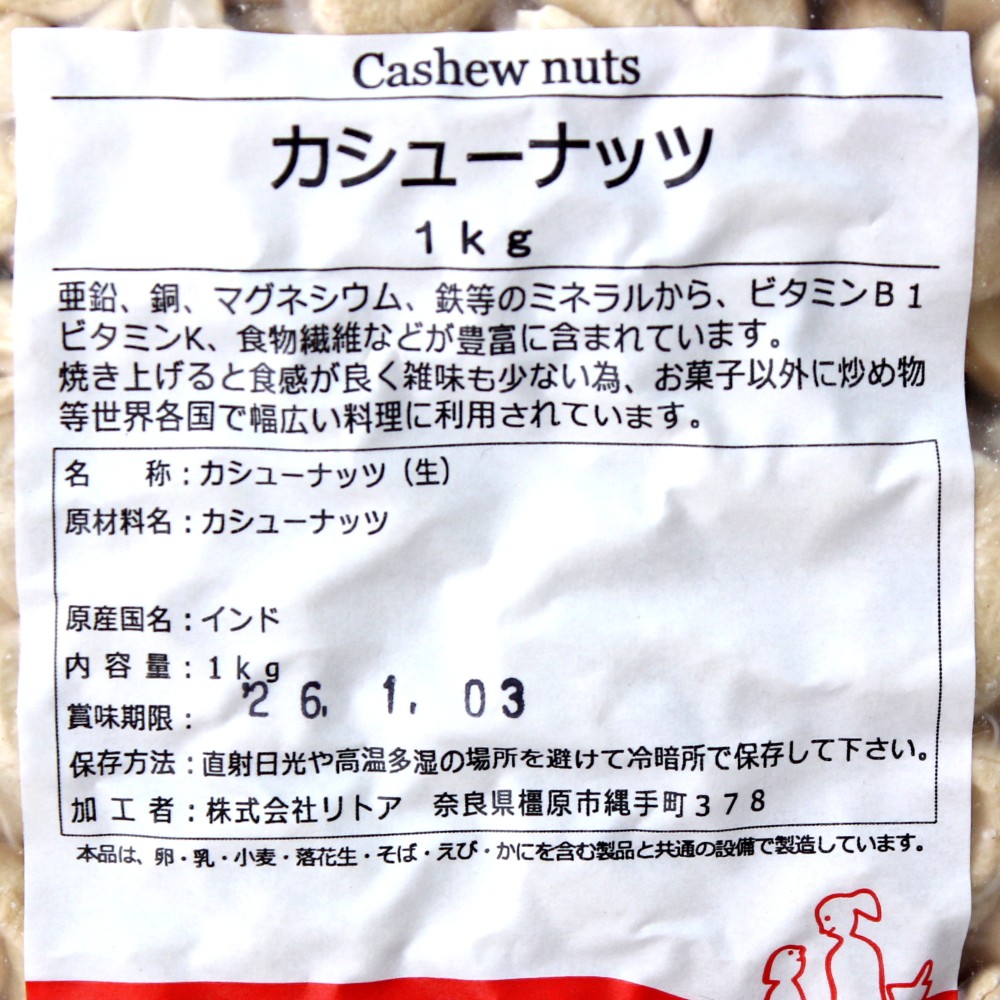 Cashew nuts
カシューナッツ
1kg
亜鉛、銅、マグネシウム、鉄等のミネラルから、ビタミンB1
ビタミンK、食物繊維などが豊富に含まれています。
焼き上げると食感が良く雑味も少ない為、お菓子以外に炒め物
等世界各国で幅広い料理に利用されています。
名　　称：カシューナッツ（生）
原材料名：カシューナッツ
原産国名：インド
内 容 量：1kg
賞味期限： '26. 1. 03
保存方法：直射日光や高温多湿の場所を避けて冷暗所で保存して下さい。
加 工 者：株式会社リトア　奈良県橿原市縄手町378
本品は、卵・乳・小麦・落花生・そば・えび・かにを含む製品と共通の設備で製造しています。